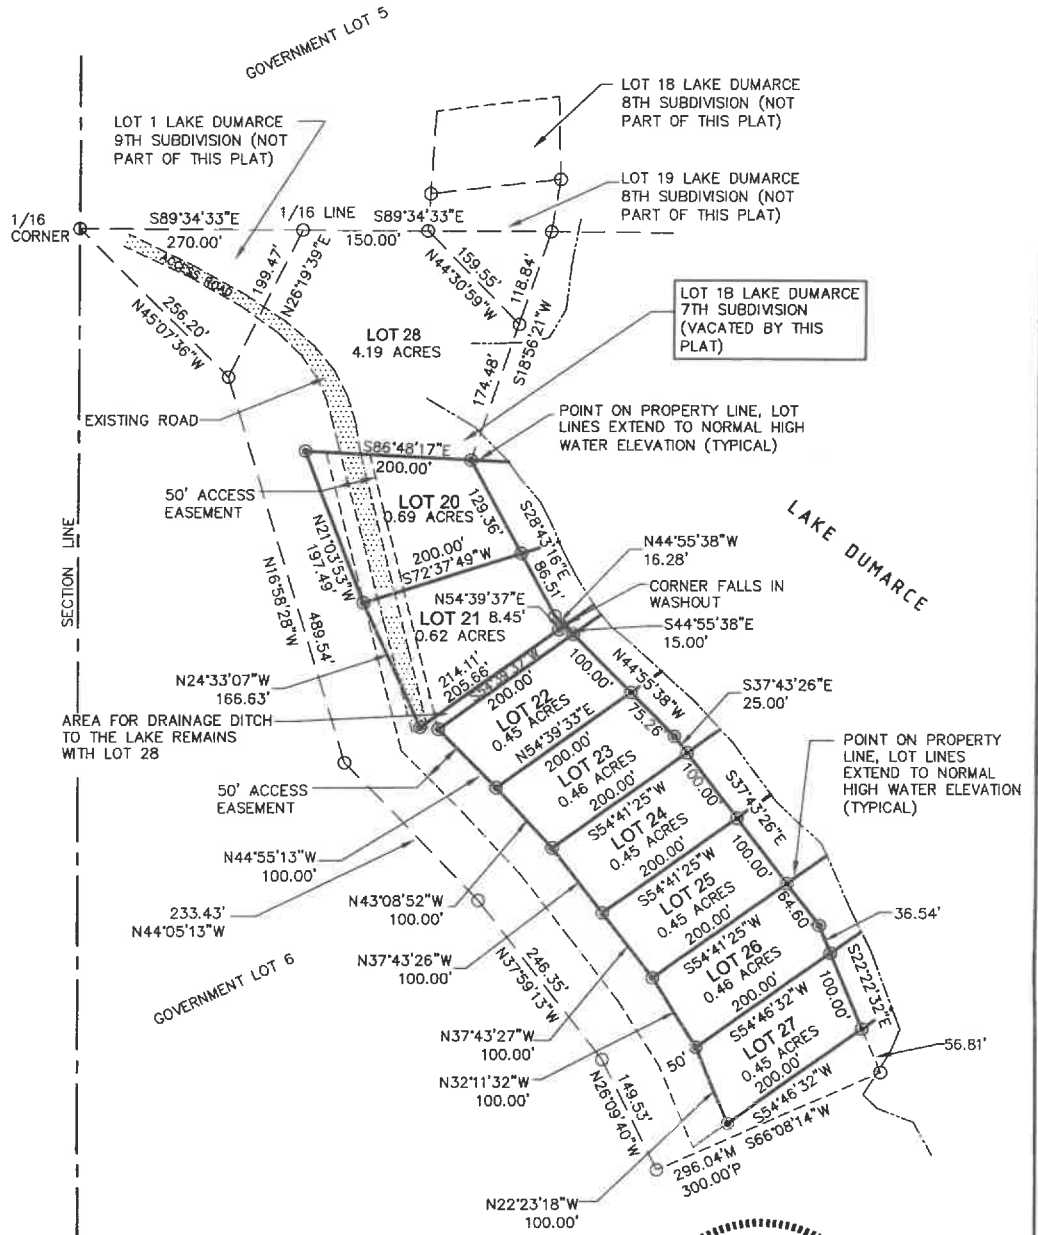 GOVERNMENT LOT 5
LOT 18 LAKE DUMARCE
8TH SUBDIVISION (NOT
PART OF THIS PLAT)
LOT 1 LAKE DUMARCE
9TH SUBDIVISION (NOT
PART OF THIS PLAT)
LOT 19 LAKE DUMARCE
8TH SUBDIVISION (NOT
PART OF THIS PLAT)
1/16
CORNER
S89°34'33"E
270.00'
1/16 LINE
S89°34'33"E
150.00'
ACCESS ROAD
199.47'
N26°19'39"E
159.55'
N44°30'59"W
118.84'
S18°56'21"W
174.48'
256.20'
N45°07'36"W
LOT 28
4.19 ACRES
LOT 1B LAKE DUMARCE
7TH SUBDIVISION
(VACATED BY THIS
PLAT)
EXISTING ROAD
POINT ON PROPERTY LINE, LOT
LINES EXTEND TO NORMAL HIGH
WATER ELEVATION (TYPICAL)
S86°48'17"E
200.00'
50' ACCESS
EASEMENT
LOT 20
0.69 ACRES
129.36'
S28°43'16"E
86.51'
LAKE DUMARCE
N21°03'53"W
197.49'
200.00'
S72°37'49"W
N44°55'38"W
16.28'
CORNER FALLS IN
WASHOUT
SECTION LINE
N16°58'28"W
489.54'
N54°39'37"E
8.45'
LOT 21
0.62 ACRES
S44°55'38"E
15.00'
214.11'
205.66'
200.00'
100.00'
N44°55'38"W
75.26'
N24°33'07"W
166.63'
S37°43'26"E
25.00'
AREA FOR DRAINAGE DITCH
TO THE LAKE REMAINS
WITH LOT 28
LOT 22
0.45 ACRES
N54°39'33"E
200.00'
POINT ON PROPERTY
LINE, LOT LINES
EXTEND TO NORMAL
HIGH WATER ELEVATION
(TYPICAL)
50' ACCESS
EASEMENT
LOT 23
0.46 ACRES
200.00'
100.00'
S37°43'26"E
S54°41'25"W
LOT 24
0.45 ACRES
200.00'
100.00'
N44°55'13"W
100.00'
S54°41'25"W
LOT 25
0.45 ACRES
200.00'
64.60'
36.54'
N43°08'52"W
100.00'
233.43'
N44°05'13"W
S54°41'25"W
LOT 26
0.46 ACRES
200.00'
100.00'
S22°22'32"E
N37°43'26"W
100.00'
246.35'
N37°59'13"W
GOVERNMENT LOT 6
S54°46'32"W
LOT 27
0.45 ACRES
200.00'
S54°46'32"W
56.81'
N37°43'27"W
100.00'
50'
N32°11'32"W
100.00'
149.53'
N26°09'40"W
S66°08'14"W
296.04'M
300.00'P
N22°23'18"W
100.00'